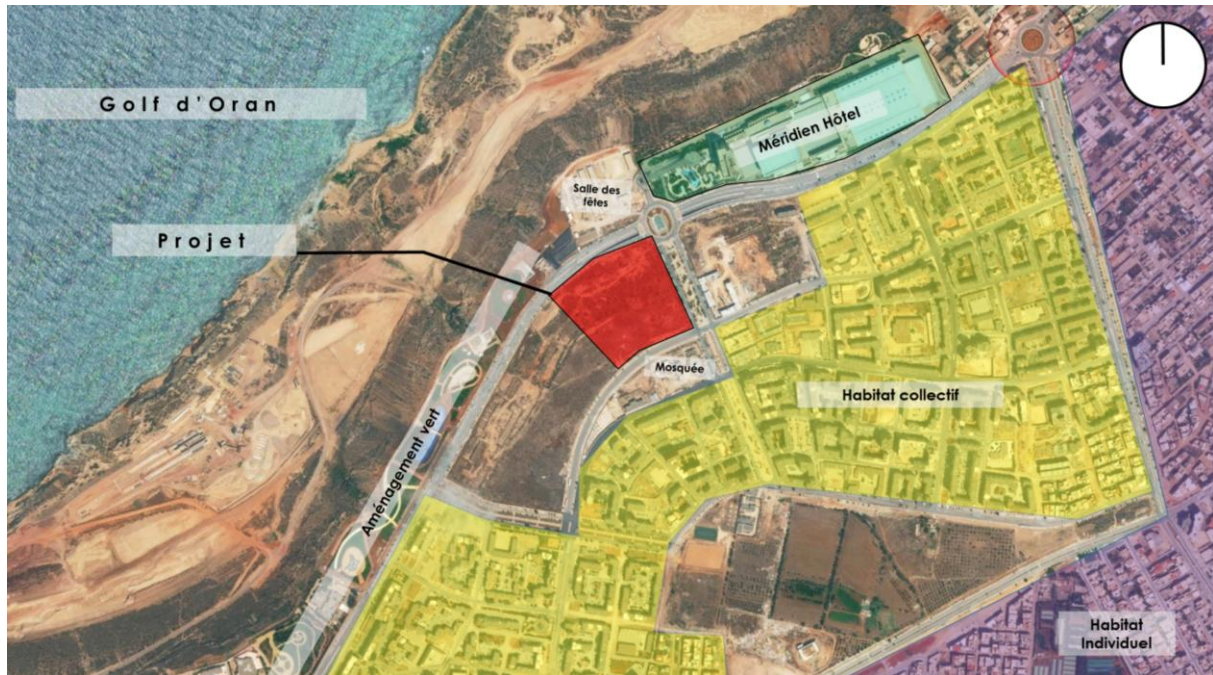 Golf d'Oran
Méridien Hôtel
Salle des
fêtes
Projet
Mosquée
Habitat collectif
Aménagement vert
Habitat
Individuel